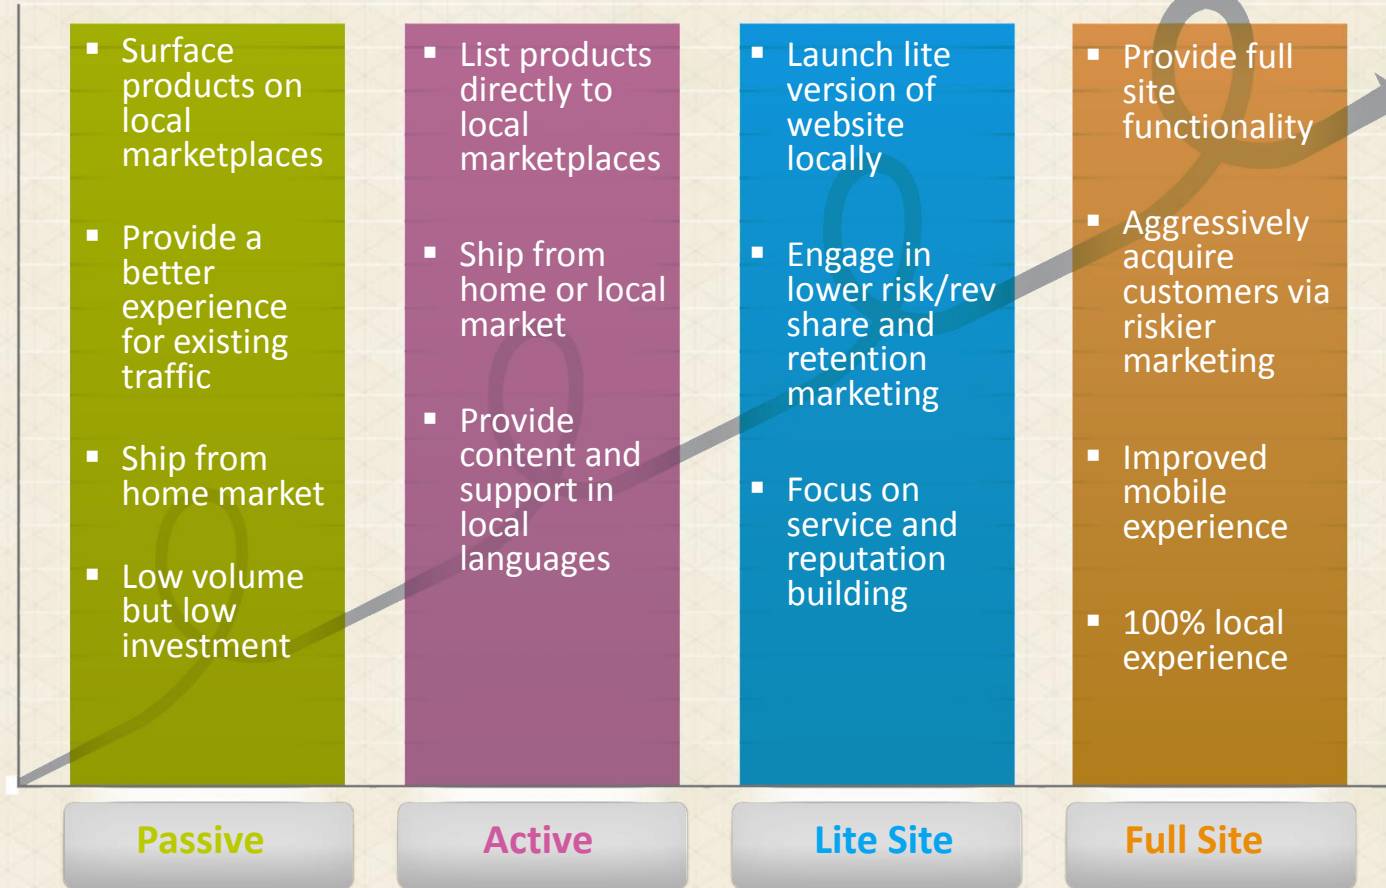 ▪ Surface
products on
local
marketplaces
▪ Provide a
better
experience
for existing
traffic
▪ Ship from
home market
▪ Low volume
but low
investment
▪ List products
directly to
local
marketplaces
▪ Ship from
home or local
market
▪ Provide
content and
support in
local
languages
▪ Launch lite
version of
website
locally
▪ Engage in
lower risk/rev
share and
retention
marketing
▪ Focus on
service and
reputation
building
▪ Provide full
site
functionality
▪ Aggressively
acquire
customers via
riskier
marketing
▪ Improved
mobile
experience
▪ 100% local
experience
Passive
Active
Lite Site
Full Site